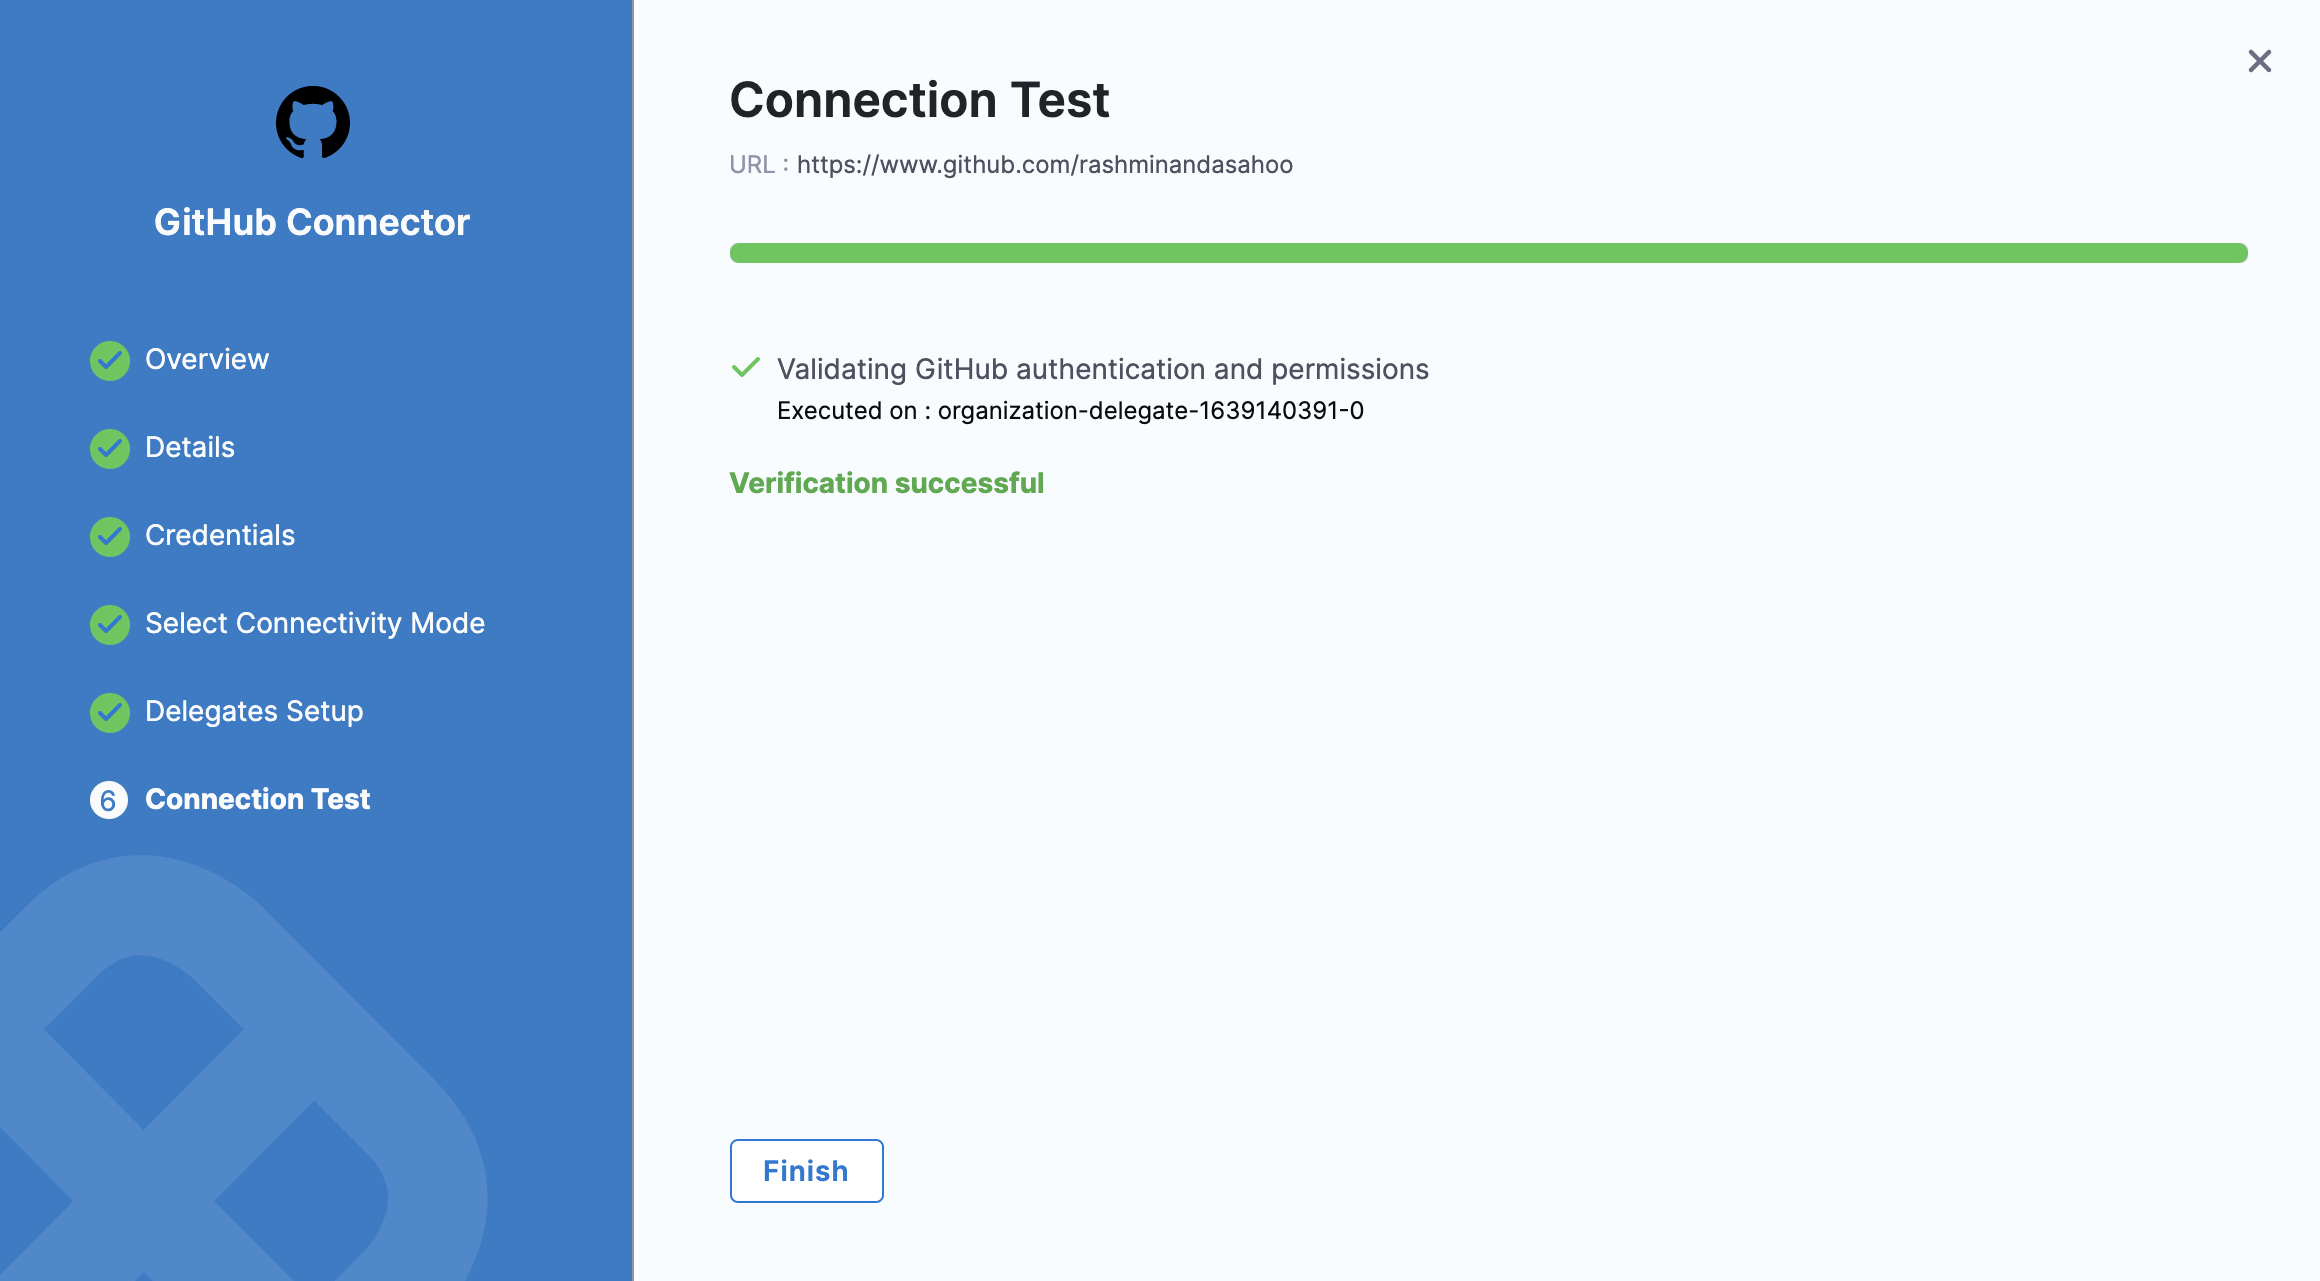 GitHub Connector
Overview
Details
Credentials
Select Connectivity Mode
Delegates Setup
6 Connection Test
Connection Test
URL : https://www.github.com/rashminandasahoo
Validating GitHub authentication and permissions
Executed on : organization-delegate-1639140391-0
Verification successful
Finish